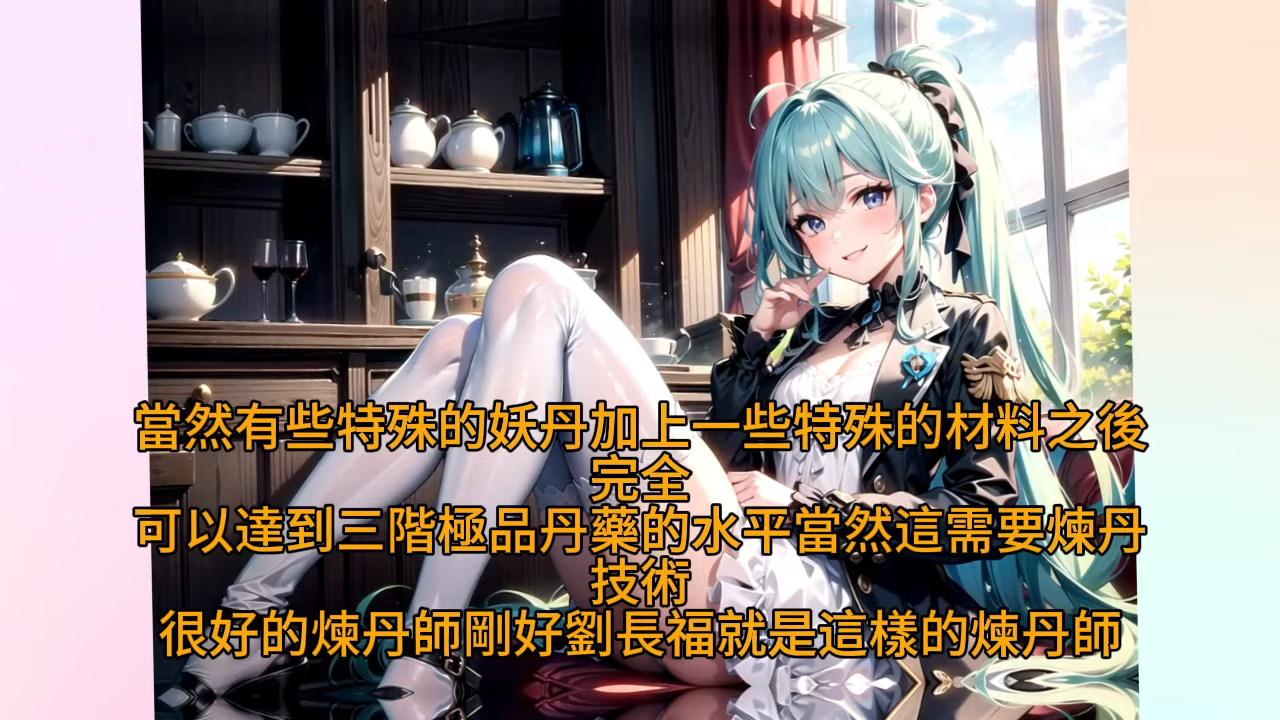 當然有些特殊的妖丹加上一些特殊的材料之後
完全
可以達到三階極品丹藥的水平當然這需要煉丹
技術
很好的煉丹師剛好劉長福就是這樣的煉丹師